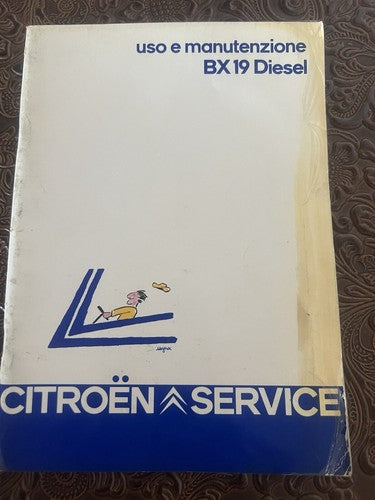 uso e manutenzione
BX 19 Diesel
CITROËN SERVICE